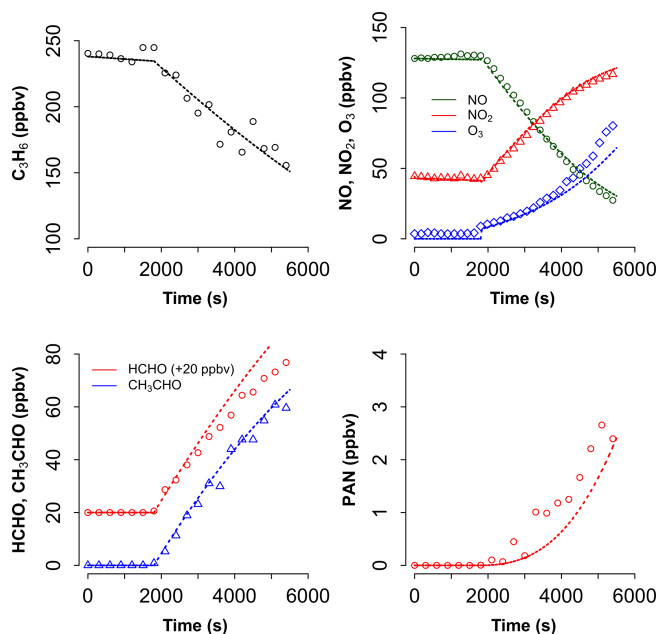 C₃H₆ (ppbv)
250
200
150
100
0
2000
4000
6000
Time (s)
NO, NO₂, O₃ (ppbv)
150
100
50
0
NO
NO₂
O₃
0
2000
4000
6000
Time (s)
HCHO, CH₃CHO (ppbv)
80
60
40
20
0
HCHO (+20 ppbv)
CH₃CHO
0
2000
4000
6000
Time (s)
PAN (ppbv)
4
3
2
1
0
0
2000
4000
6000
Time (s)